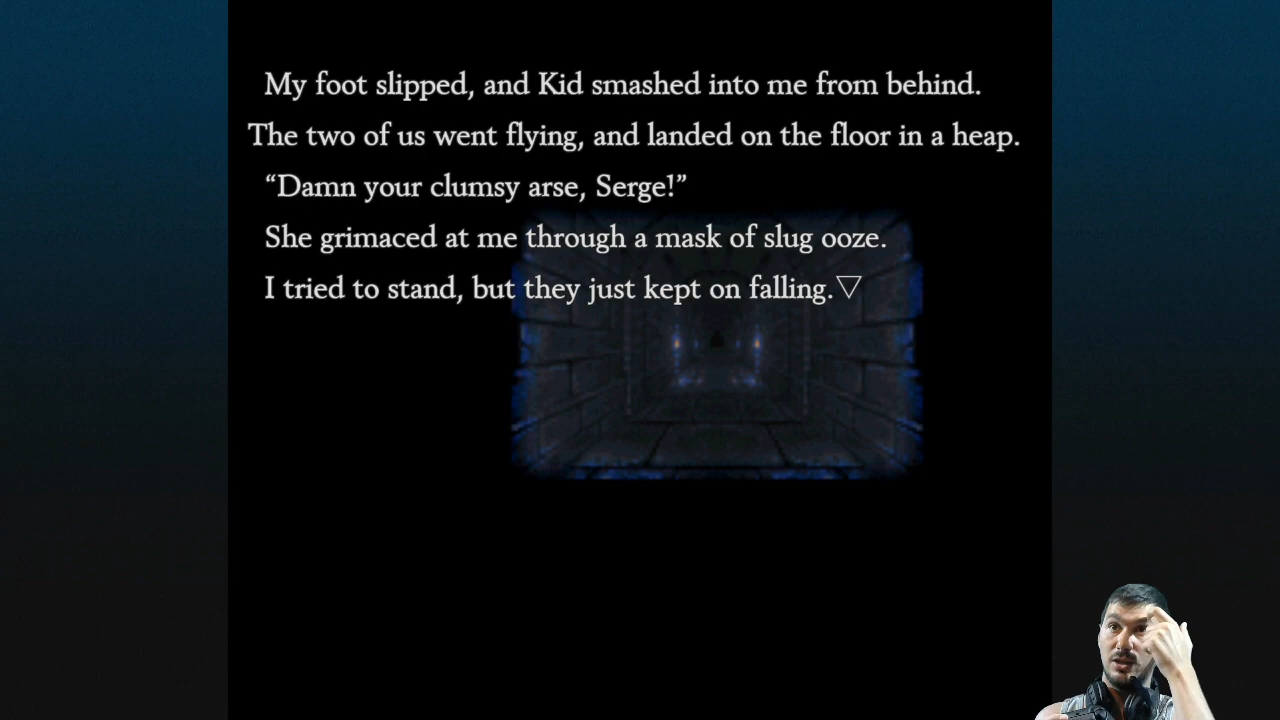 My foot slipped, and Kid smashed into me from behind.
The two of us went flying, and landed on the floor in a heap.
“Damn your clumsy arse, Serge!”
She grimaced at me through a mask of slug ooze.
I tried to stand, but they just kept on falling.▽